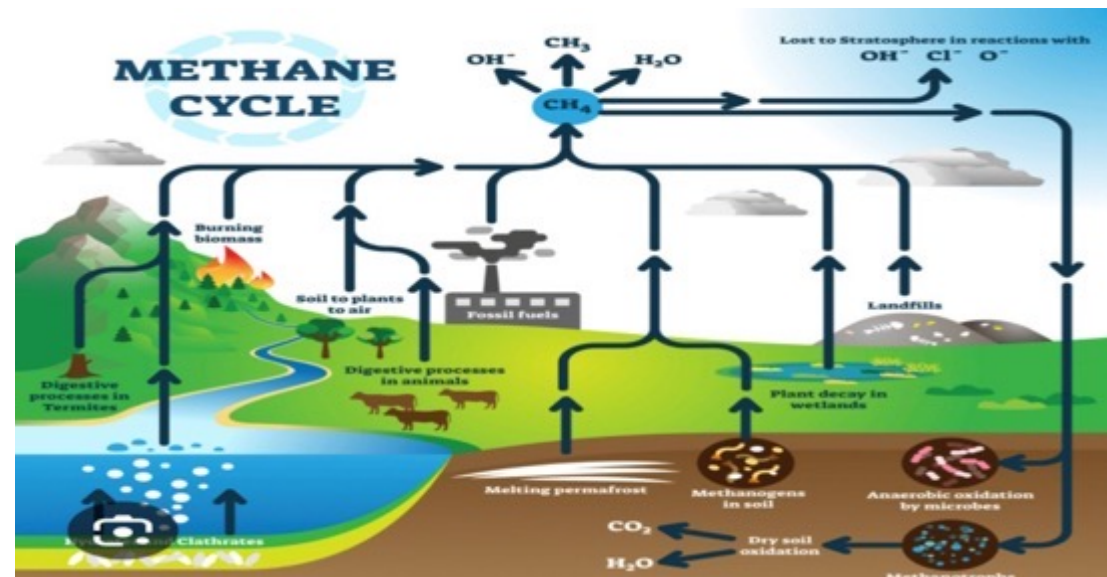 METHANE
CYCLE
CH₃
OH⁻
H₂O
CH₄
Lost to Stratosphere in reactions with
OH⁻ Cl⁻ O⁻
Burning
biomass
Soil to plants
to air
Fossil fuels
Landfills
Digestive
processes in
Termites
Digestive processes
in animals
Plant decay in
wetlands
Melting permafrost
Methanogens
in soil
Anaerobic oxidation
by microbes
Clathrates
CO₂
H₂O
Dry soil
oxidation